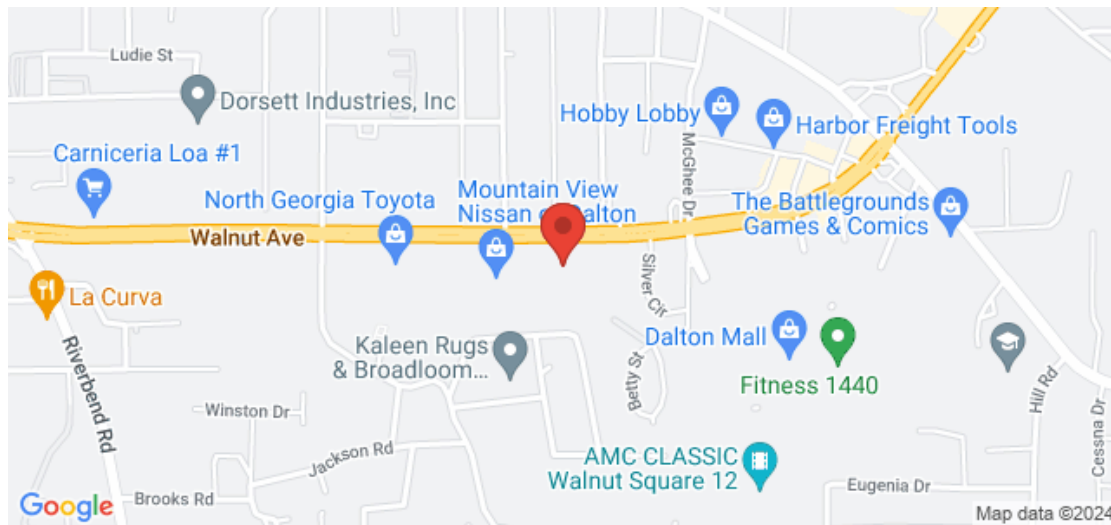 Ludie St
Dorsett Industries, Inc
Hobby Lobby
Harbor Freight Tools
McGhee Dr
Carniceria Loa #1
North Georgia Toyota
Mountain View
Nissan of Dalton
The Battlegrounds
Games & Comics
Walnut Ave
Silver Cir
La Curva
Riverbend Rd
Kaleen Rugs
& Broadloom...
Dalton Mall
Fitness 1440
Betty St
Hill Rd
Cessna Dr
Winston Dr
Jackson Rd
AMC CLASSIC
Walnut Square 12
Eugenia Dr
Brooks Rd
Google
Map data ©2024